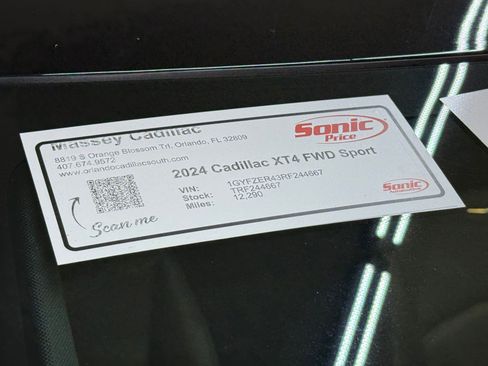 Massey Cadillac
8819 S Orange Blossom Trl, Orlando, FL 32809
407.674.9572
www.orlandocadillacsouth.com
Sonic
Price
2024 Cadillac XT4 FWD Sport
VIN: 1GYFZER43RF244667
Stock: TRF244667
Miles: 12,290
Scan me
Sonic